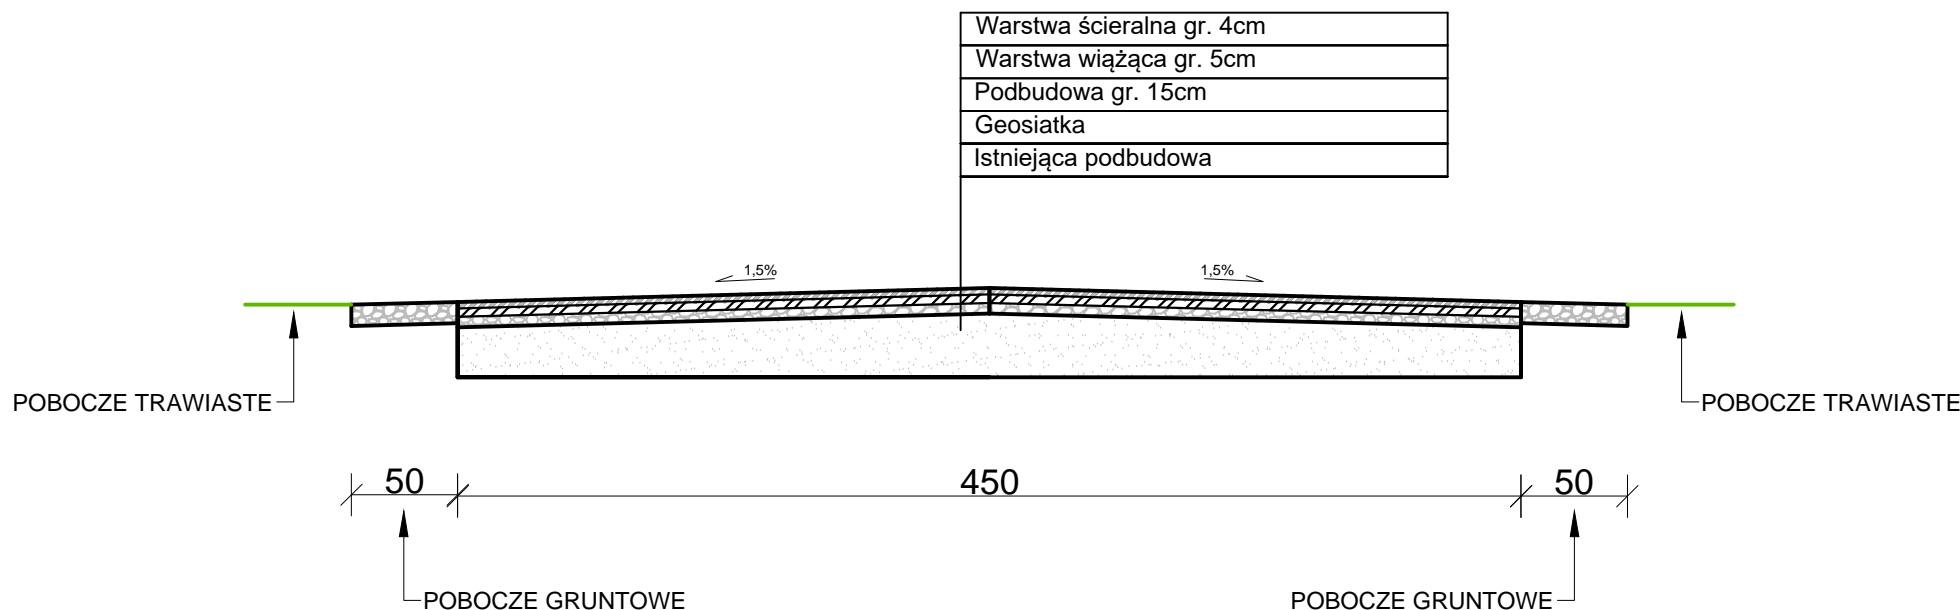 Warstwa ścieralna gr. 4cm
Warstwa wiążąca gr. 5cm
Podbudowa gr. 15cm
Geosiatka
Istniejąca podbudowa
1,5%
1,5%
POBOCZE TRAWIASTE
POBOCZE TRAWIASTE
50
450
50
POBOCZE GRUNTOWE
POBOCZE GRUNTOWE